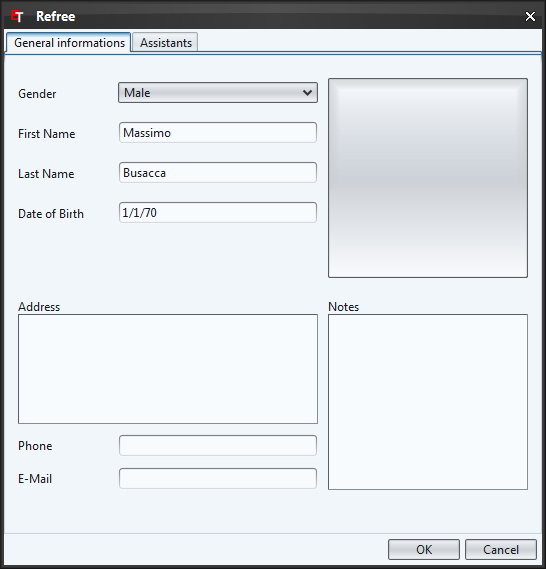 ET Refree
General informations Assistants
Gender Male
First Name Massimo
Last Name Busacca
Date of Birth 1/1/70
Address Notes
Phone
E-Mail
OK Cancel